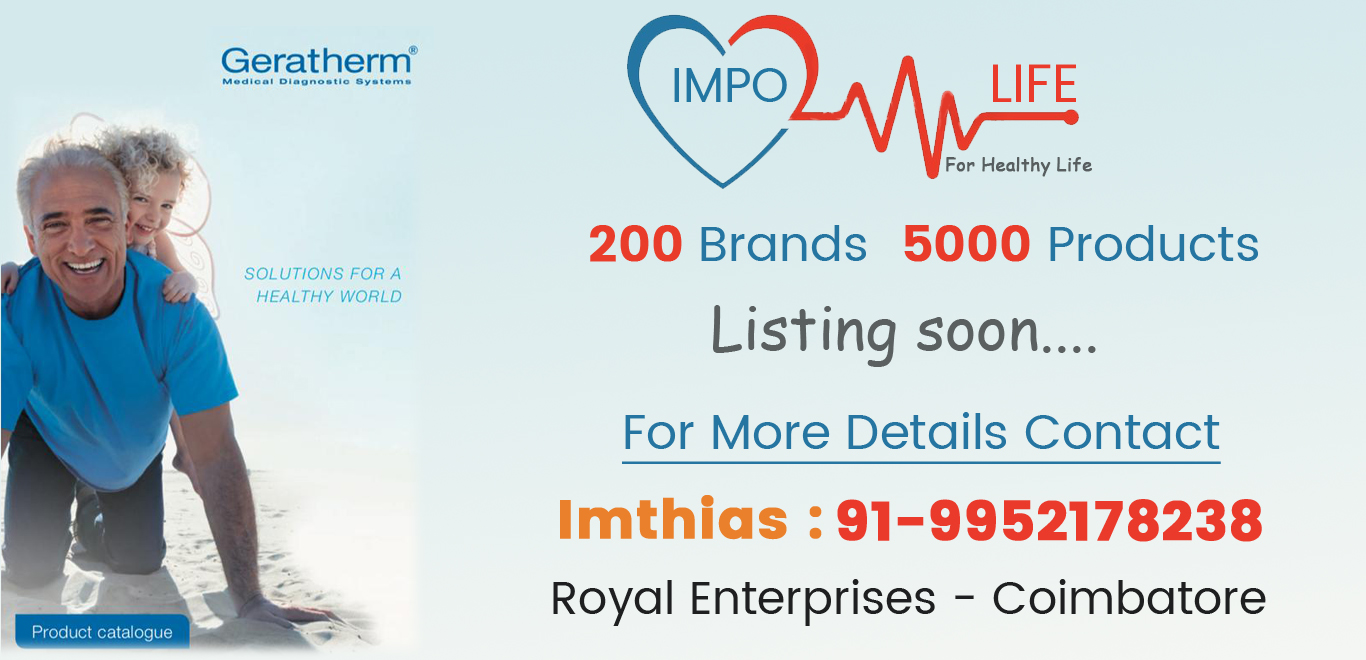 Geratherm®
Medical Diagnostic Systems
SOLUTIONS FOR A
HEALTHY WORLD
Product catalogue
IMPO LIFE
For Healthy Life
200 Brands 5000 Products
Listing soon....
For More Details Contact
Imthias : 91-9952178238
Royal Enterprises - Coimbatore